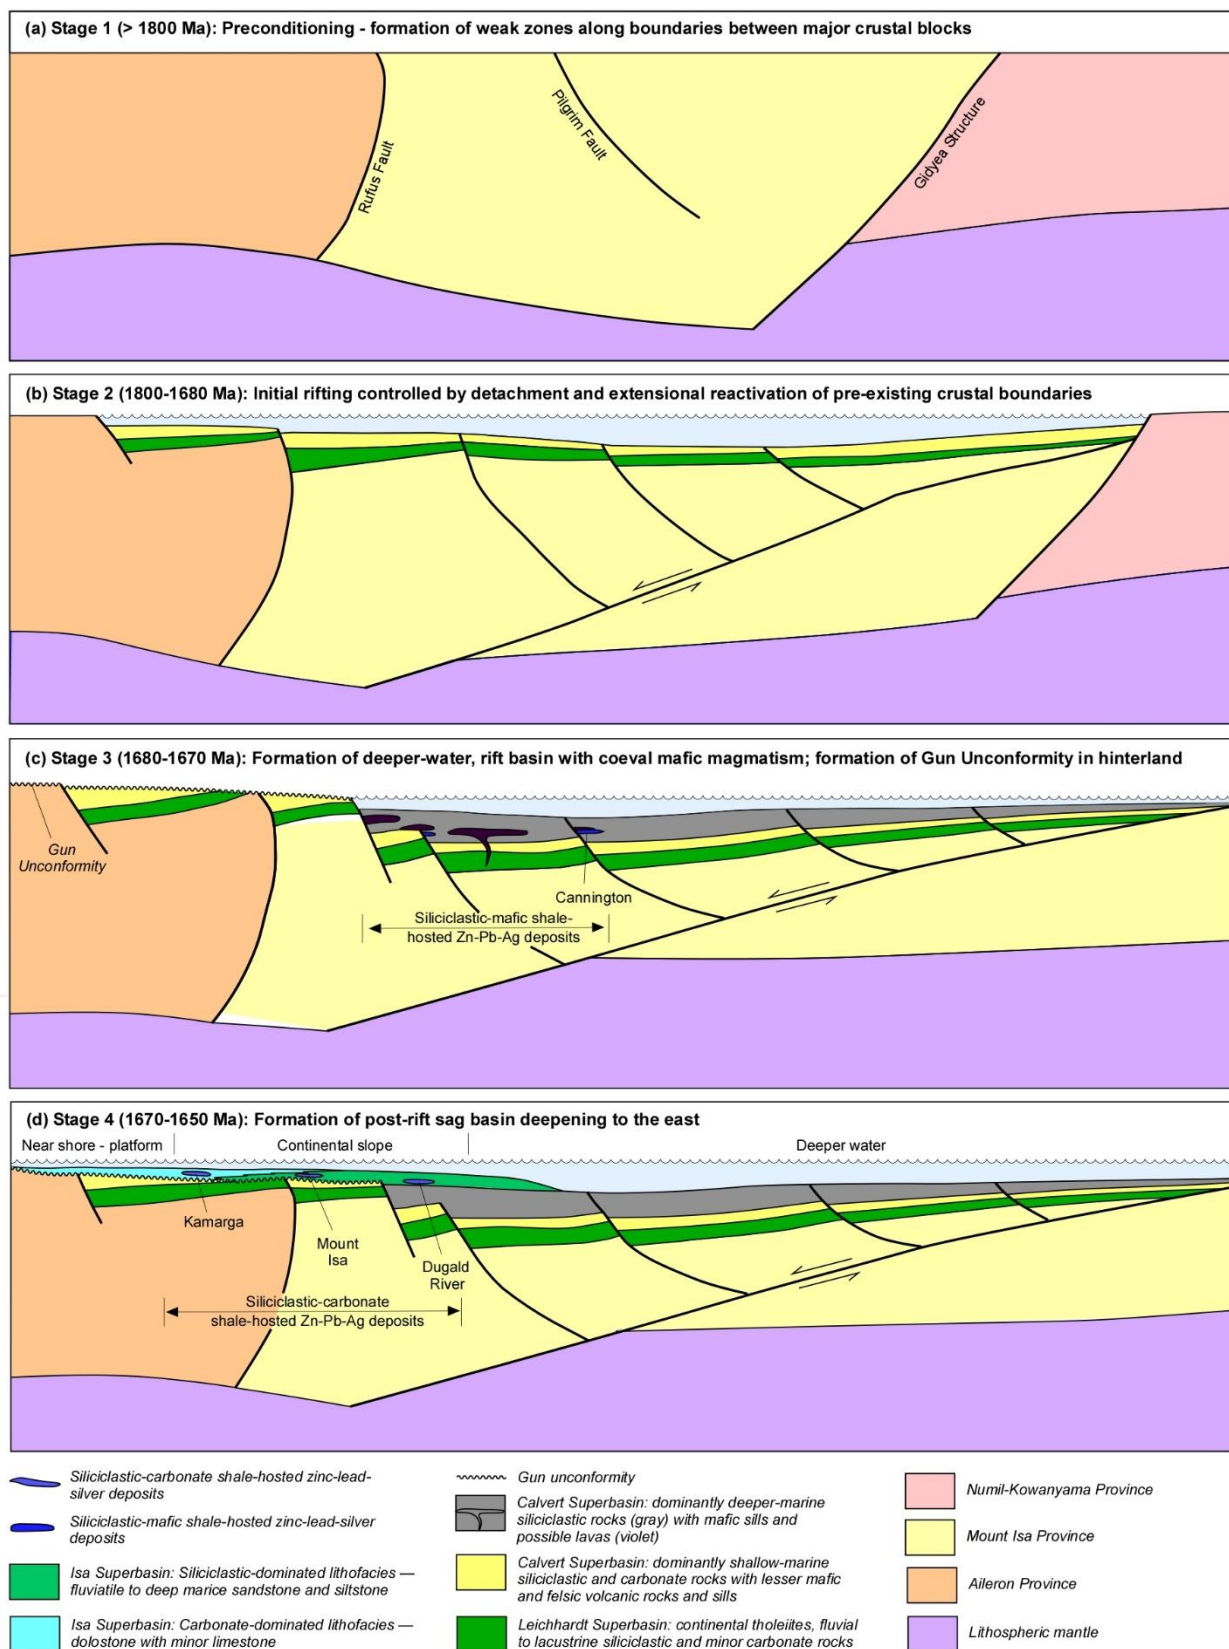 (a) Stage 1 (> 1800 Ma): Preconditioning - formation of weak zones along boundaries between major crustal blocks
Rufus Fault
Pilgrim Fault
Gidyea Structure
(b) Stage 2 (1800-1680 Ma): Initial rifting controlled by detachment and extensional reactivation of pre-existing crustal boundaries
(c) Stage 3 (1680-1670 Ma): Formation of deeper-water, rift basin with coeval mafic magmatism; formation of Gun Unconformity in hinterland
Gun
Unconformity
Cannington
Siliciclastic-mafic shale-
hosted Zn-Pb-Ag deposits
(d) Stage 4 (1670-1650 Ma): Formation of post-rift sag basin deepening to the east
Near shore - platform
Continental slope
Deeper water
Kamarga
Mount
Isa
Dugald
River
Siliciclastic-carbonate
shale-hosted Zn-Pb-Ag deposits
Siliciclastic-carbonate shale-hosted zinc-lead-
silver deposits
Siliciclastic-mafic shale-hosted zinc-lead-silver
deposits
Isa Superbasin: Siliciclastic-dominated lithofacies —
fluviatile to deep marice sandstone and siltstone
Isa Superbasin: Carbonate-dominated lithofacies —
dolostone with minor limestone
Gun unconformity
Calvert Superbasin: dominantly deeper-marine
siliciclastic rocks (gray) with mafic sills and
possible lavas (violet)
Calvert Superbasin: dominantly shallow-marine
siliciclastic and carbonate rocks with lesser mafic
and felsic volcanic rocks and sills
Leichhardt Superbasin: continental tholeiites, fluvial
to lacustrine siliciclastic and minor carbonate rocks
Numil-Kowanyama Province
Mount Isa Province
Aileron Province
Lithospheric mantle